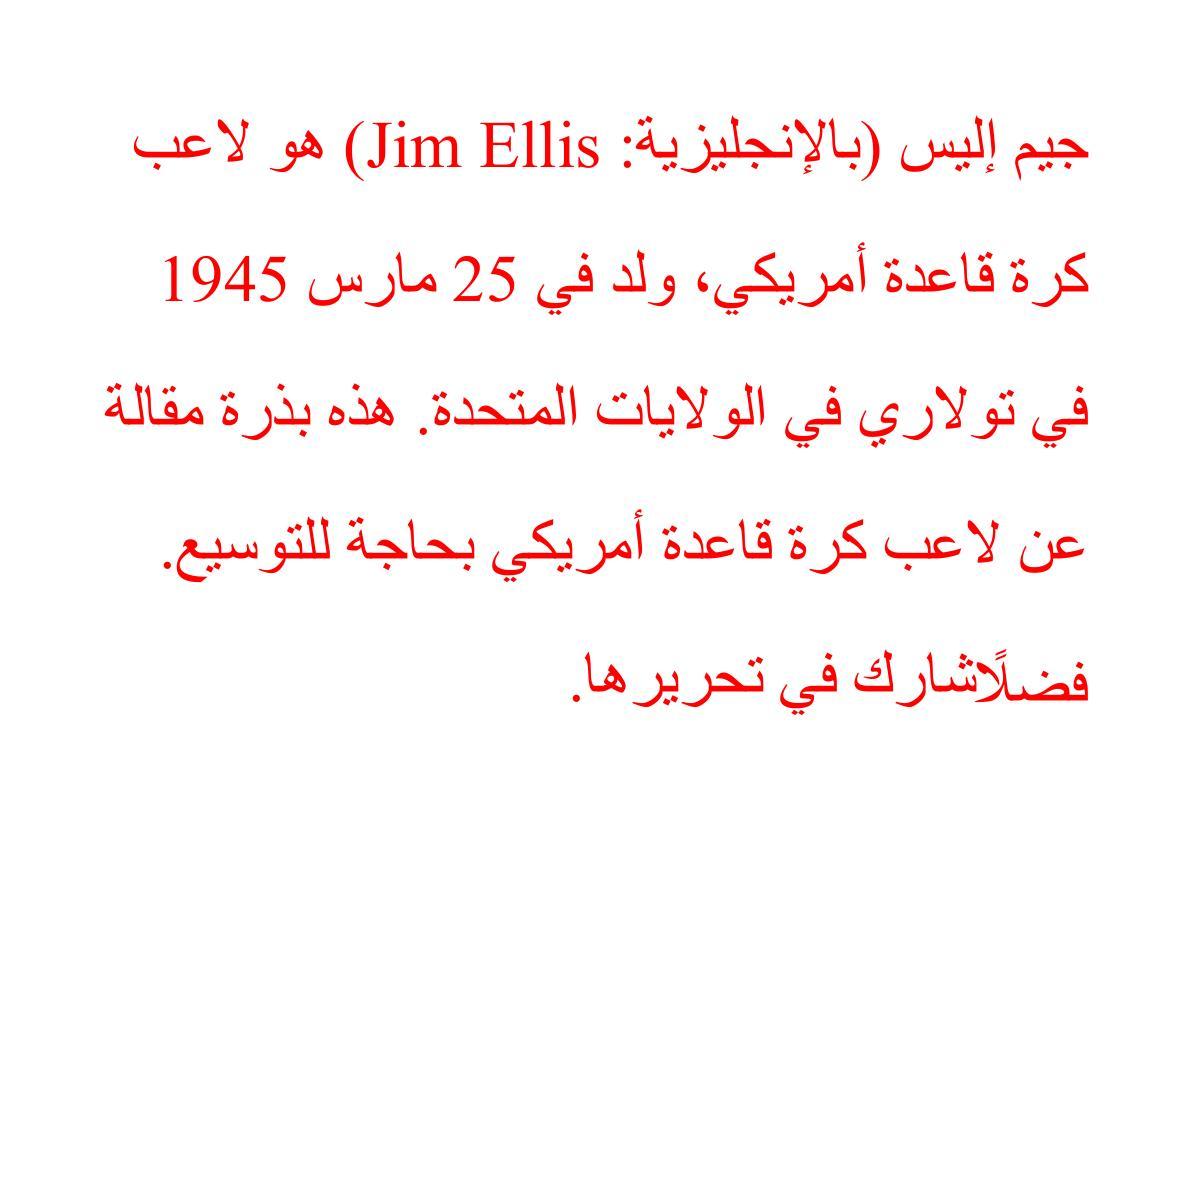 جيم إليس (بالإنجليزية: Jim Ellis) هو لاعب
كرة قاعدة أمريكي، ولد في 25 مارس 1945
في تولاري في الولايات المتحدة. هذه بذرة مقالة
عن لاعب كرة قاعدة أمريكي بحاجة للتوسيع.
فضلًاشارك في تحريرها.